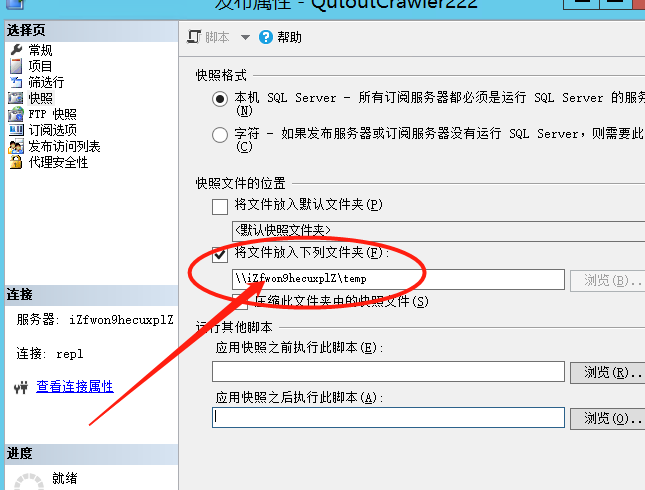 发布属性 - QutoutCrawler222
选择页
常规
项目
筛选行
快照
FTP 快照
订阅选项
发布访问列表
代理安全性
连接
服务器: iZfwon9hecuxplZ
连接: repl
查看连接属性
进度
就绪
脚本
帮助
快照格式
本机 SQL Server - 所有订阅服务器都必须是运行 SQL Server 的服务
(N)
字符 - 如果发布服务器或订阅服务器没有运行 SQL Server，则需要此
(C)
快照文件的位置
将文件放入默认文件夹(P)
<默认快照文件夹>
将文件放入下列文件夹(F):
\\iZfwon9hecuxplZ\temp
浏览(B)..
压缩此文件夹中的快照文件(S)
运行其他脚本
应用快照之前执行此脚本(E):
浏览(R)..
应用快照之后执行此脚本(A):
浏览(O)..